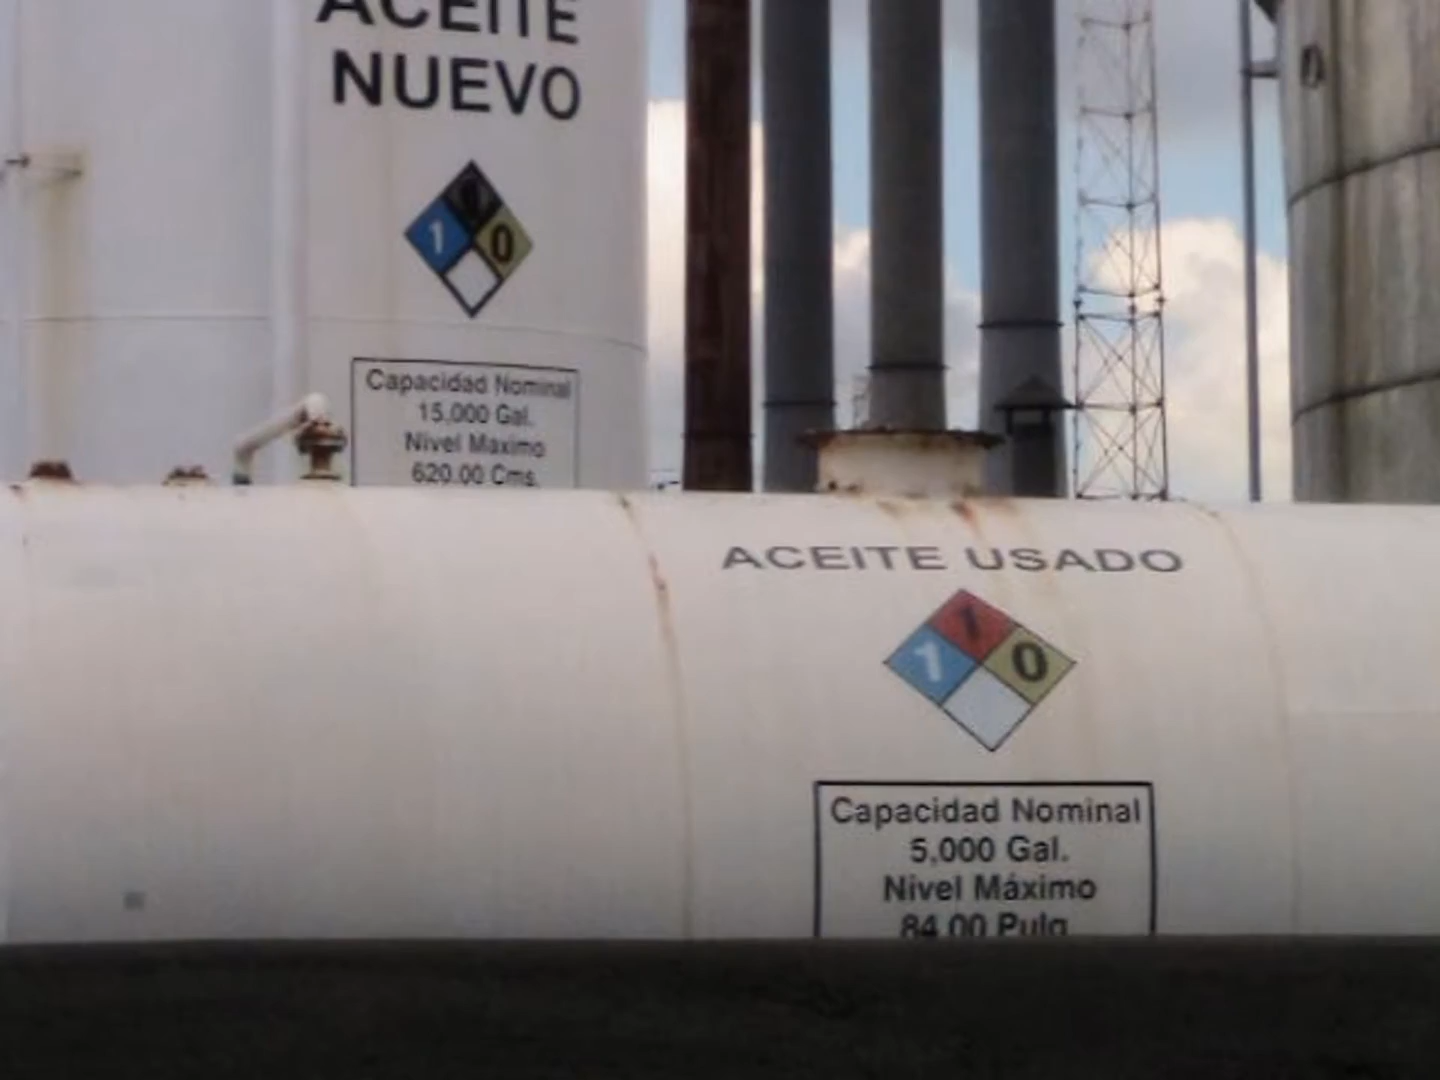 ACEITE
NUEVO
1 0
Capacidad Nominal
15,000 Gal.
Nivel Maximo
620.00 Cms.
ACEITE USADO
1
1 0
Capacidad Nominal
5,000 Gal.
Nivel Máximo
84.00 Pulg